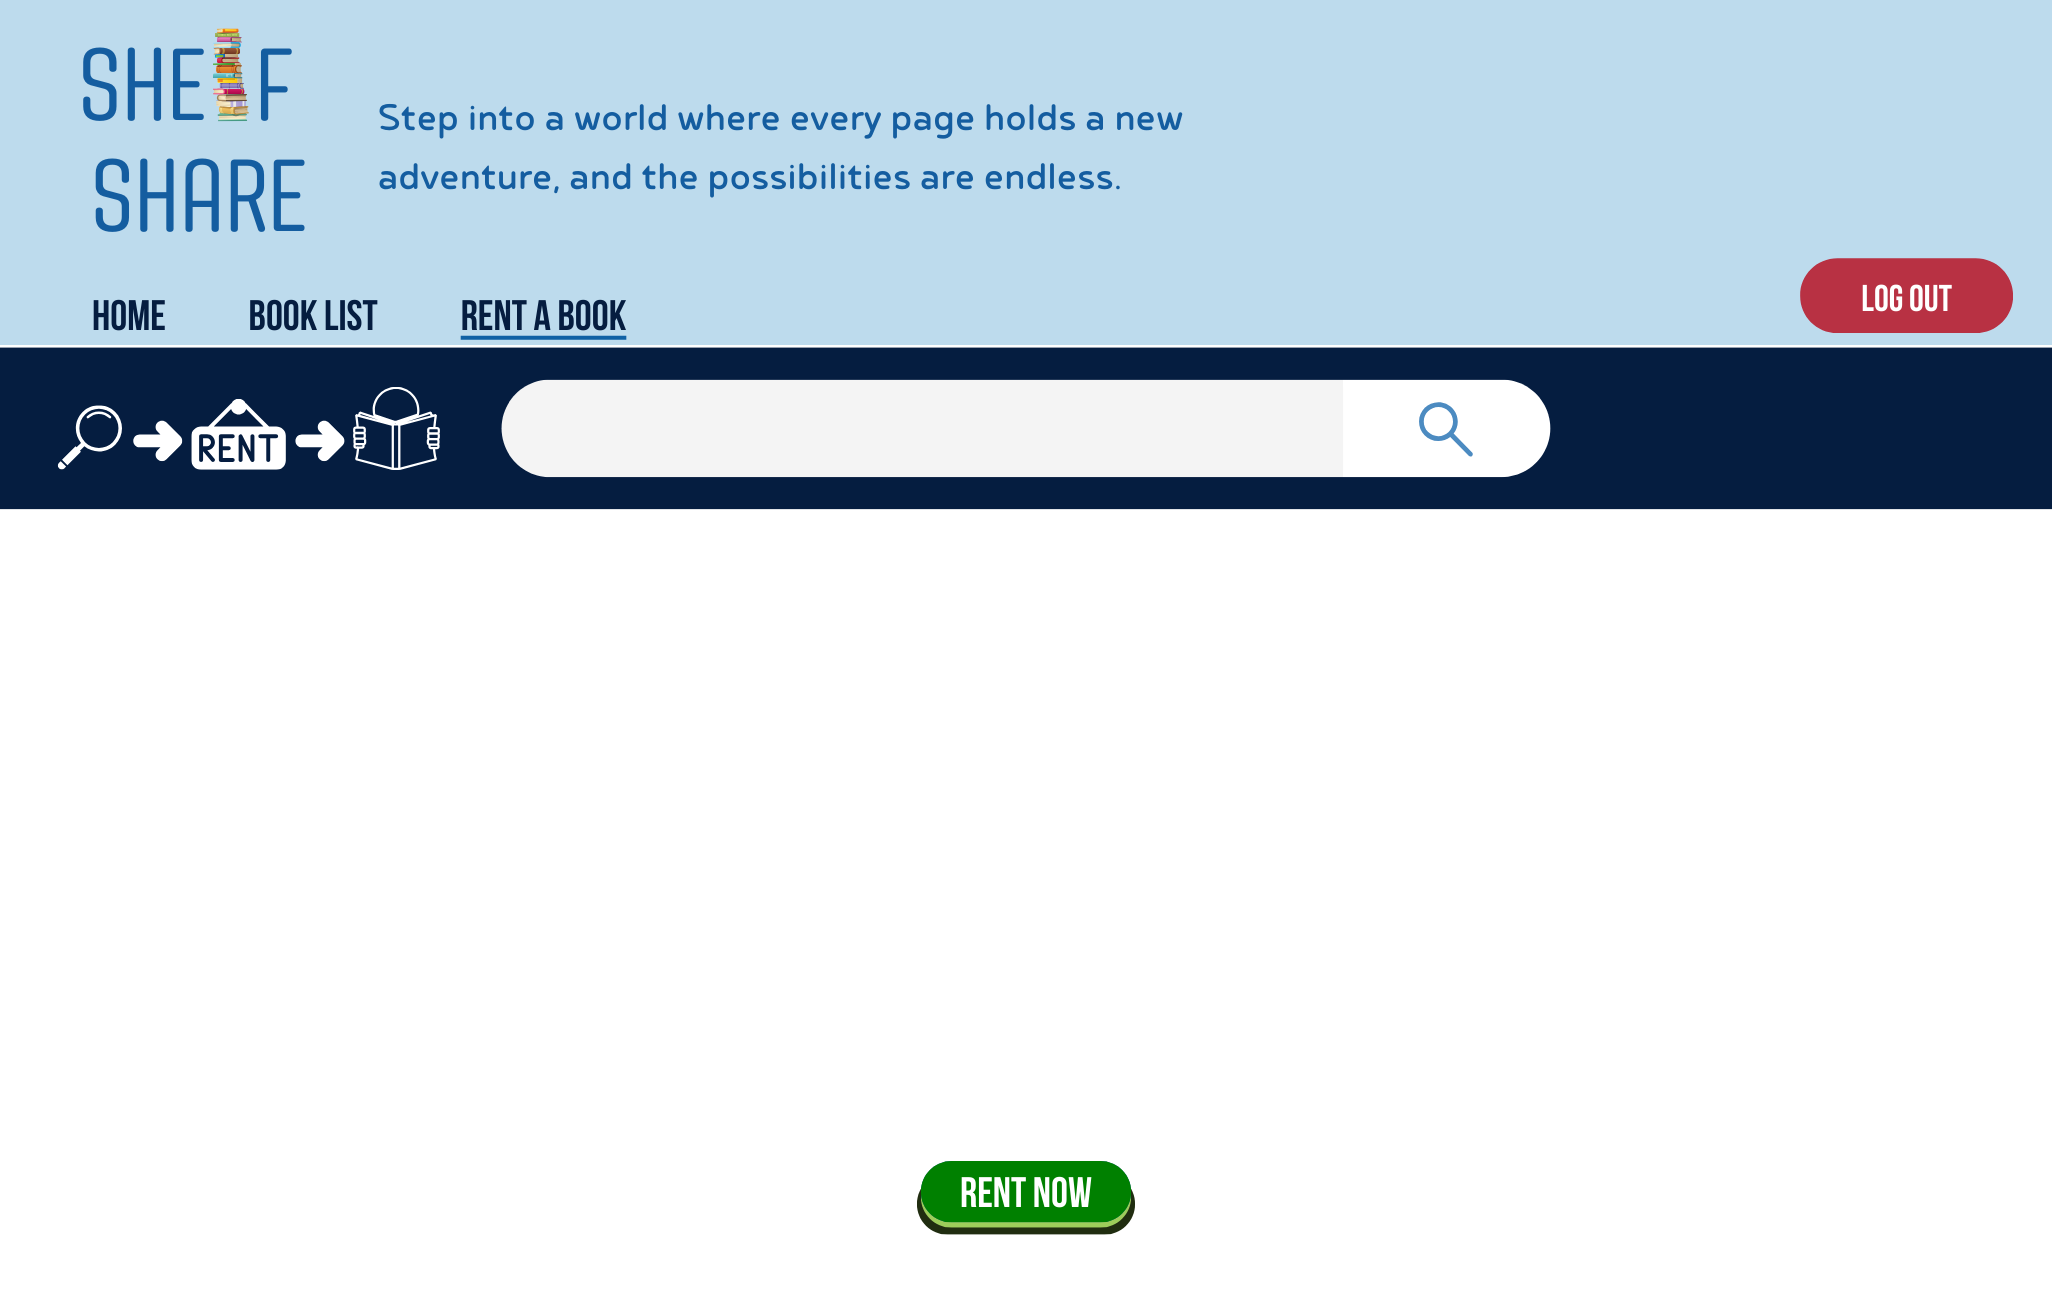 SHELF
SHARE
Step into a world where every page holds a new
adventure, and the possibilities are endless.
HOME BOOK LIST RENT A BOOK
LOG OUT
RENT
RENT NOW